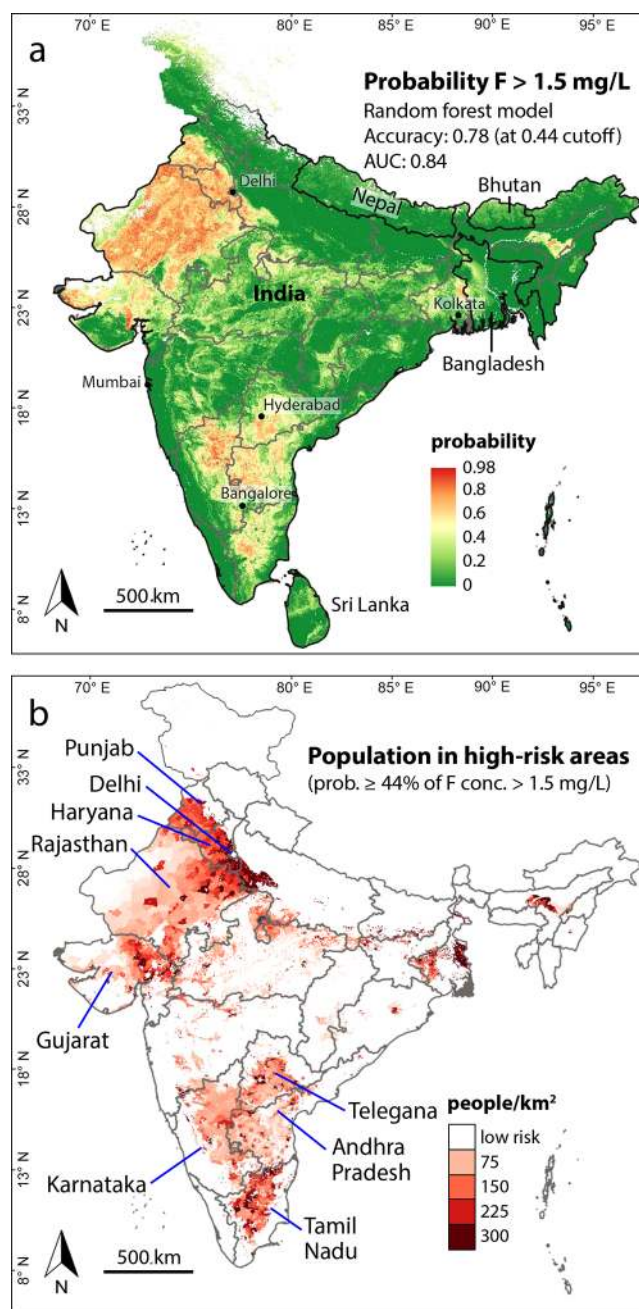 70° E 75° E 80° E 85° E 90° E 95° E
a
Probability F > 1.5 mg/L
Random forest model
Accuracy: 0.78 (at 0.44 cutoff)
AUC: 0.84
33° N
28° N
23° N
18° N
13° N
8° N
Delhi
Nepal
Bhutan
India
Kolkata
Bangladesh
Mumbai
Hyderabad
Bangalore
Sri Lanka
probability
0.98
0.8
0.6
0.4
0.2
0
N
500 km
70° E 80° E 85° E 90° E 95° E
b
Population in high-risk areas
(prob. ≥ 44% of F conc. > 1.5 mg/L)
33° N
28° N
23° N
18° N
13° N
8° N
Punjab
Delhi
Haryana
Rajasthan
Gujarat
Telegana
Andhra
Pradesh
Karnataka
Tamil
Nadu
people/km²
low risk
75
150
225
300
N
500 km